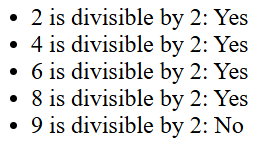 • 2 is divisible by 2: Yes
• 4 is divisible by 2: Yes
• 6 is divisible by 2: Yes
• 8 is divisible by 2: Yes
• 9 is divisible by 2: No